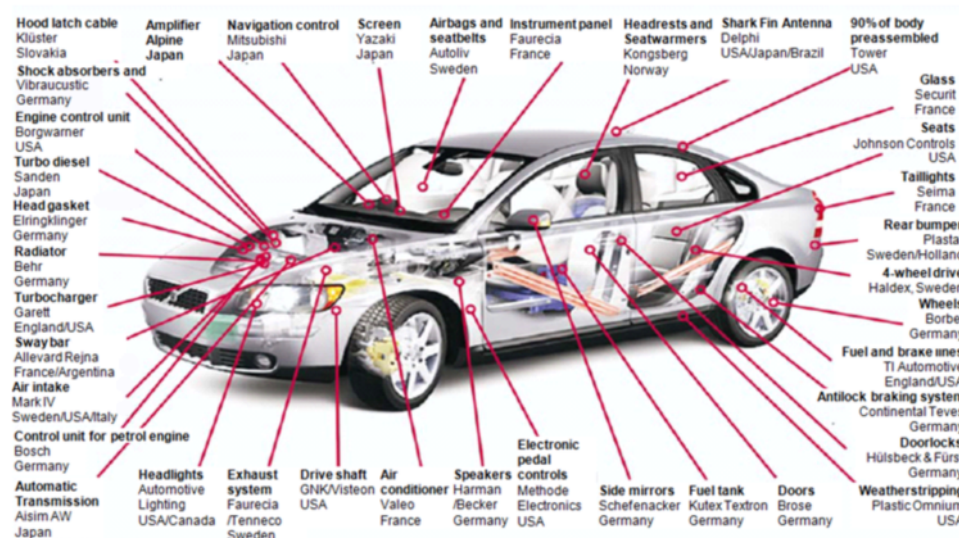 Hood latch cable
Klüster
Slovakia
Amplifier
Alpine
Japan
Navigation control
Mitsubishi
Japan
Screen
Yazaki
Japan
Airbags and
seatbelts
Autoliv
Sweden
Instrument panel
Faurecia
France
Headrests and
Seatwarmers
Kongsberg
Norway
Shark Fin Antenna
Delphi
USA/Japan/Brazil
90% of body
preassembled
Tower
USA
Shock absorbers and
Vibraucustic
Germany
Engine control unit
Borgwarner
USA
Turbo diesel
Sanden
Japan
Head gasket
Elringklinger
Germany
Radiator
Behr
Germany
Turbocharger
Garett
England/USA
Sway bar
Allevard Rejna
France/Argentina
Air intake
Mark IV
Sweden/USA/Italy
Control unit for petrol engine
Bosch
Germany
Automatic
Transmission
Aisim AW
Japan
Glass
Securit
France
Seats
Johnson Controls
USA
Taillights
Seima
France
Rear bumper
Plastal
Sweden/Holland
4-wheel drive
Haldex, Sweden
Wheels
Borbet
Germany
Fuel and brake lines
TI Automotive
England/USA
Antilock braking system
Continental Teves
Germany
Doorlocks
Hülsbeck & Fürst
Germany
Weatherstripping
Plastic Omnium
USA
Headlights
Automotive
Lighting
USA/Canada
Exhaust
system
Faurecia
/Tenneco
Sweden
Drive shaft
GNK/Visteon
USA
Air
conditioner
Valeo
France
Speakers
Harman
/Becker
Germany
Electronic
pedal
controls
Methode
Electronics
USA
Side mirrors
Schefenacker
Germany
Fuel tank
Kutex Textron
Germany
Doors
Brose
Germany